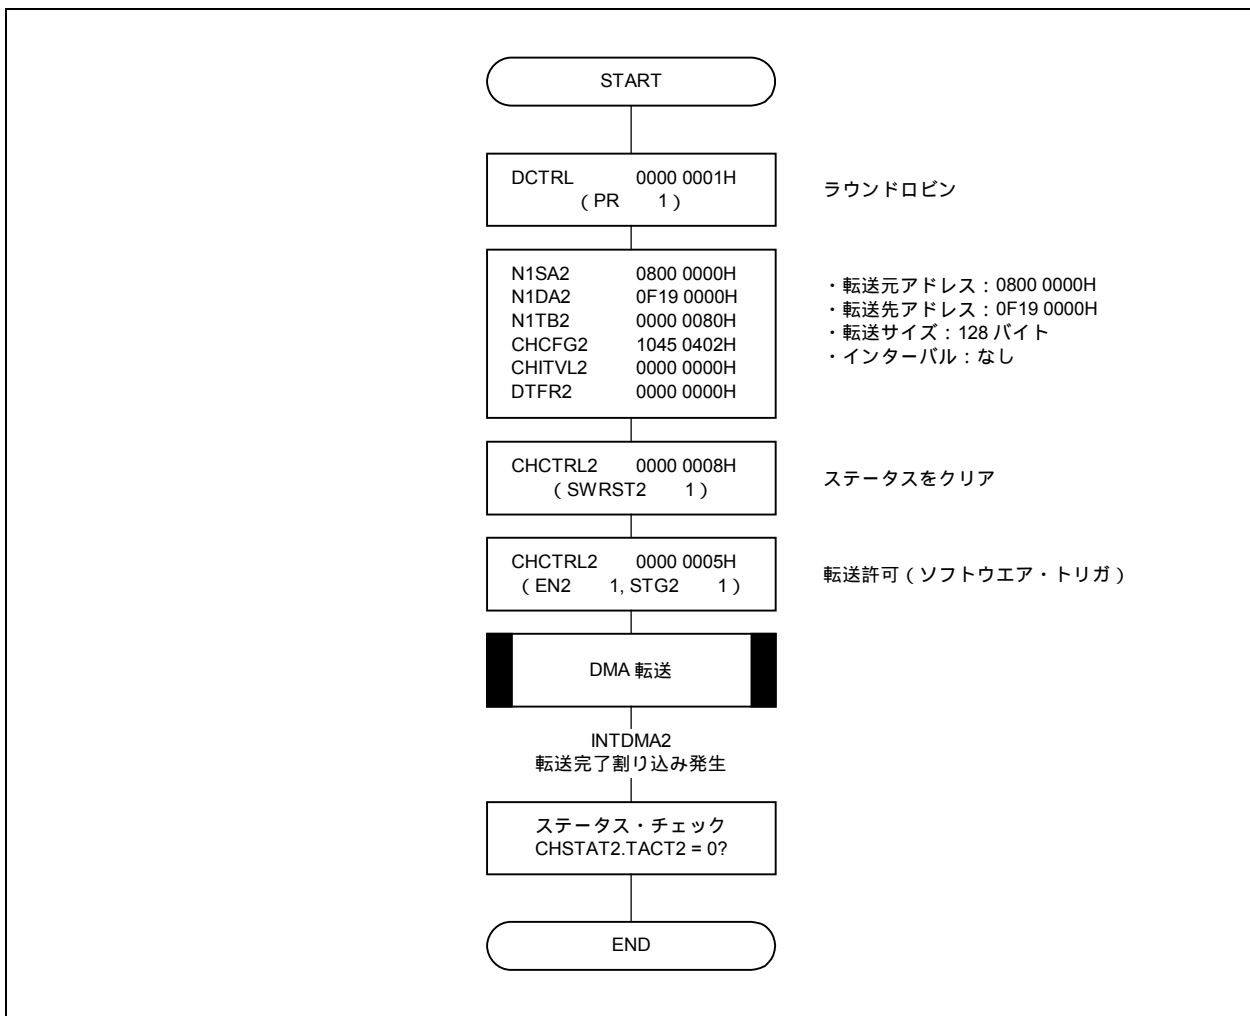 START
DCTRL 0000 0001H
( PR 1 )
ラウンドロビン
N1SA2 0800 0000H
N1DA2 0F19 0000H
N1TB2 0000 0080H
CHCFG2 1045 0402H
CHITVL2 0000 0000H
DTFR2 0000 0000H
・転送元アドレス：0800 0000H
・転送先アドレス：0F19 0000H
・転送サイズ：128 バイト
・インターバル：なし
CHCTRL2 0000 0008H
( SWRST2 1 )
ステータスをクリア
CHCTRL2 0000 0005H
( EN2 1, STG2 1 )
転送許可（ソフトウエア・トリガ）
DMA 転送
INTDMA2
転送完了割り込み発生
ステータス・チェック
CHSTAT2.TACT2 = 0?
END